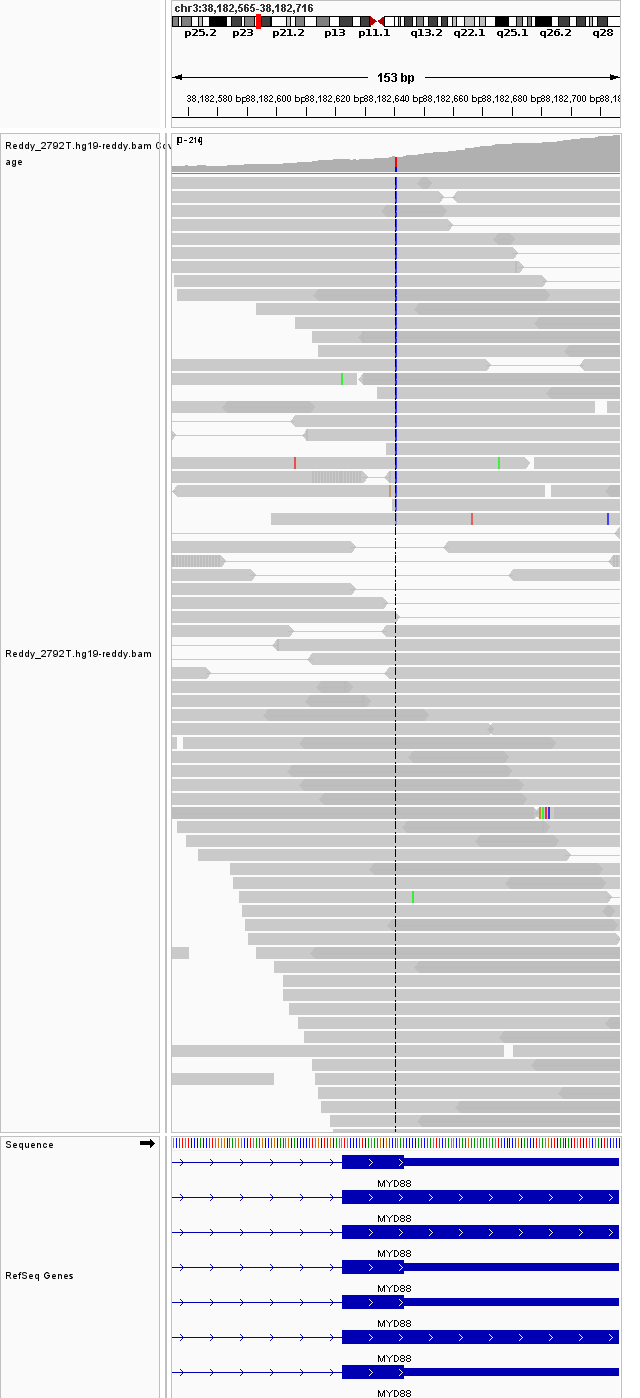 chr3:38,182,565-38,182,716
p25.2 p23 p21.2 p13 p11.1 q13.2 q22.1 q25.1 q26.2 q28
153 bp
38,182,580 bp 38,182,600 bp 38,182,620 bp 38,182,640 bp 38,182,660 bp 38,182,680 bp 38,182,700 bp 38,18
Reddy_2792T.hg19-reddy.bam Cov
age
[0-214]
Reddy_2792T.hg19-reddy.bam
Sequence
MYD88
MYD88
MYD88
RefSeq Genes
MYD88
MYD88
MYD88
MYD88